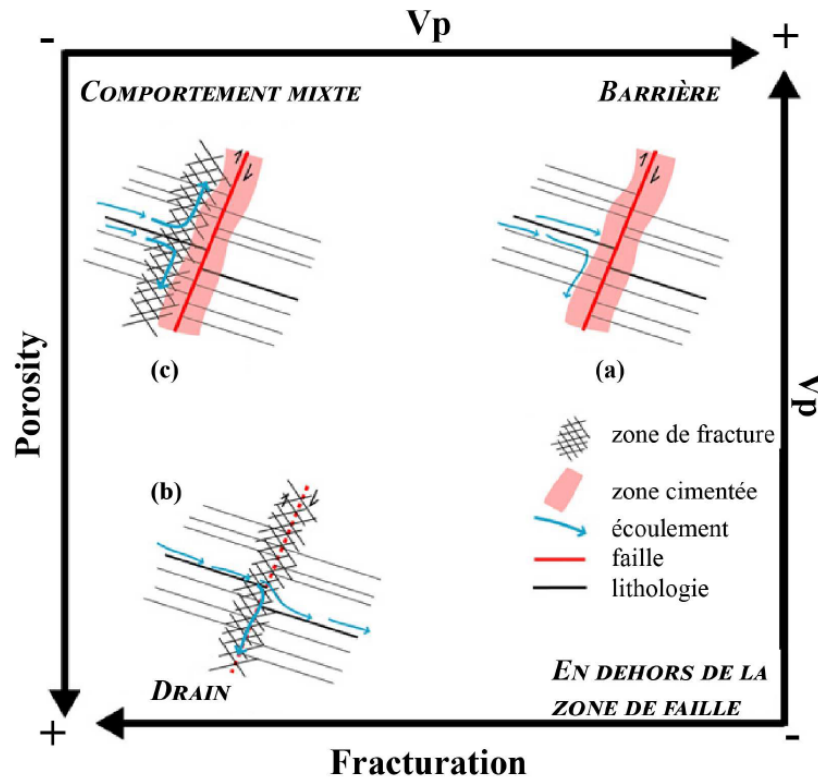 Vp
-
+
COMPORTEMENT MIXTE
BARRIÈRE
(c)
(a)
Porosity
Vp
zone de fracture
zone cimentée
écoulement
faille
lithologie
(b)
DRAIN
EN DEHORS DE LA
ZONE DE FAILLE
+
-
Fracturation